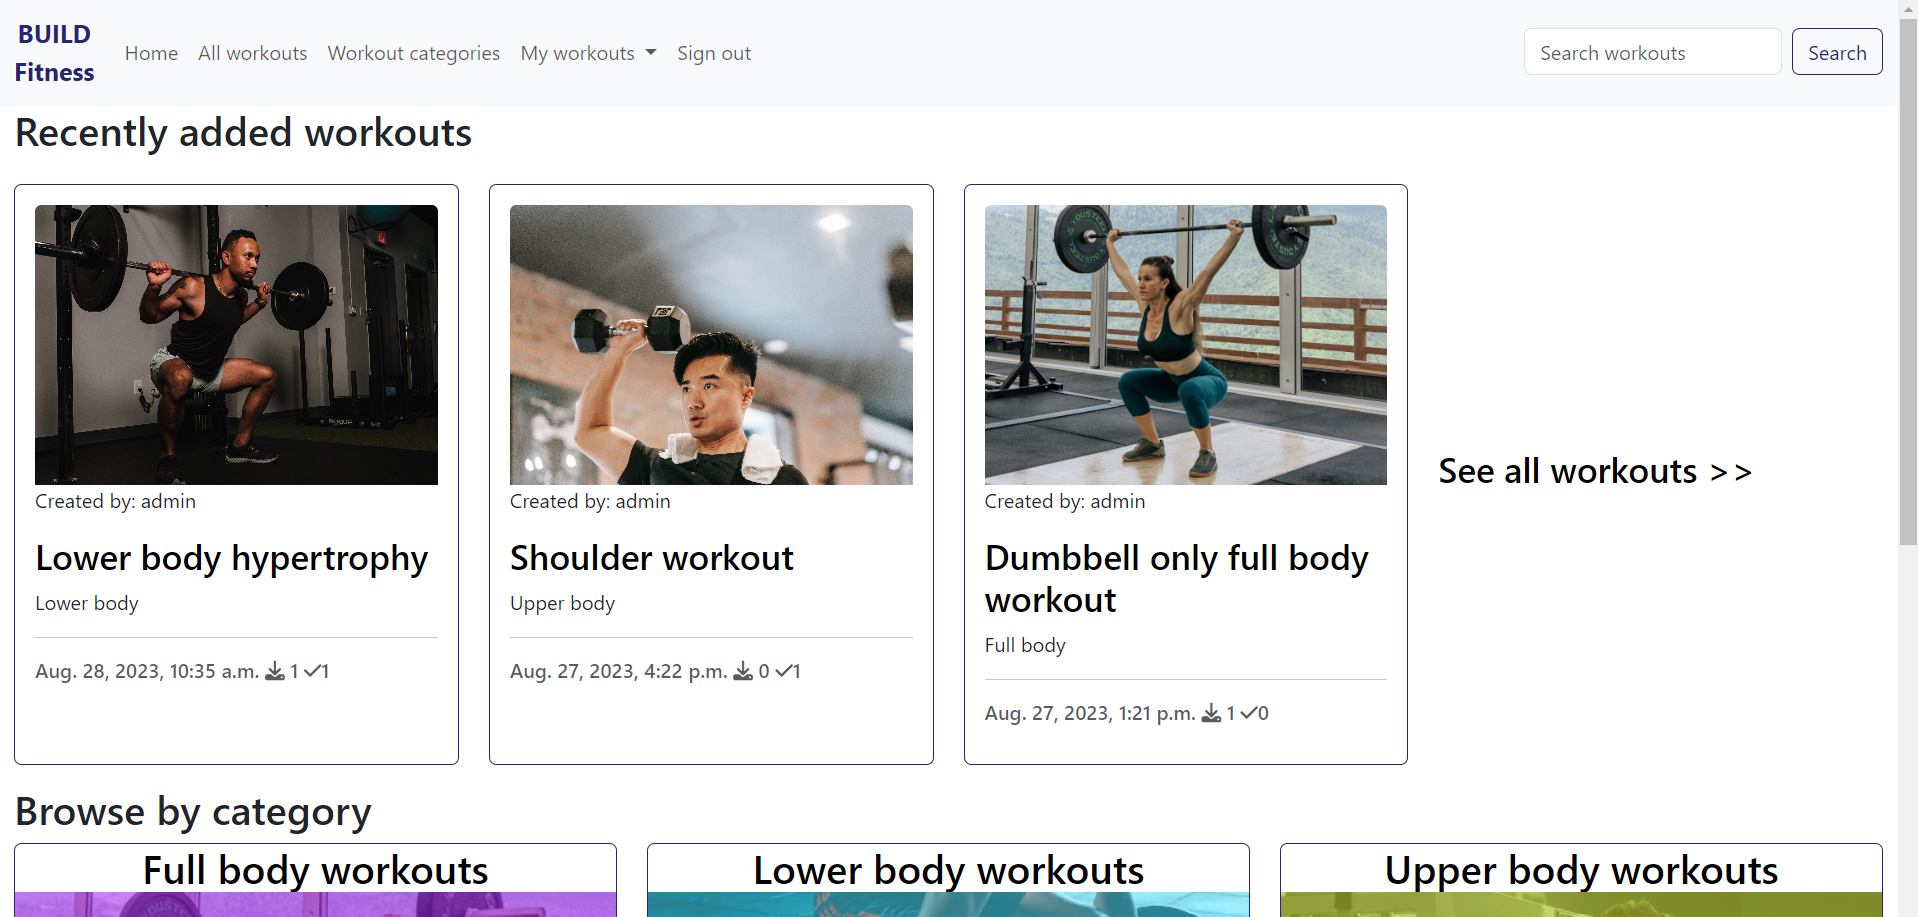 BUILD
Fitness
Home
All workouts
Workout categories
My workouts
Sign out
Search workouts
Search
Recently added workouts
Created by: admin
Lower body hypertrophy
Lower body
Aug. 28, 2023, 10:35 a.m. 1 1
Created by: admin
Shoulder workout
Upper body
Aug. 27, 2023, 4:22 p.m. 0 1
Created by: admin
Dumbbell only full body
workout
Full body
Aug. 27, 2023, 1:21 p.m. 1 0
See all workouts >>
Browse by category
Full body workouts
Lower body workouts
Upper body workouts